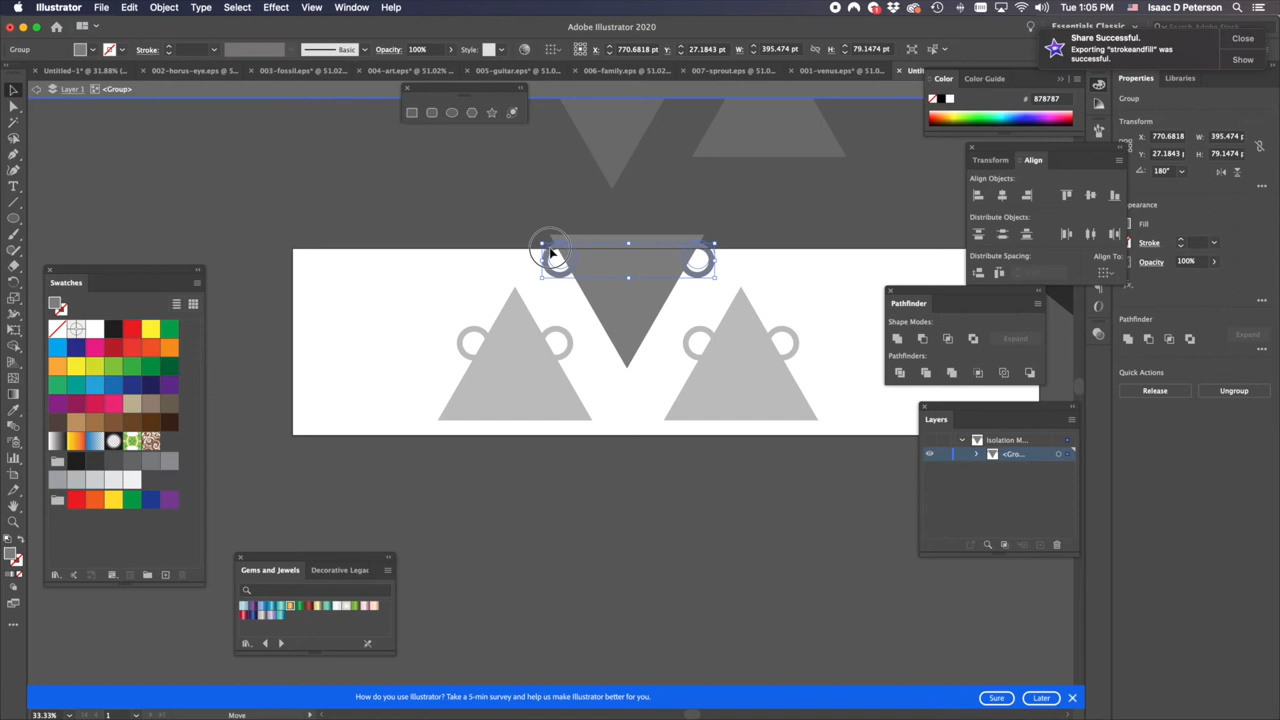 Illustrator File Edit Object Type Select Effect View Window Help
Tue 1:05 PM Isaac D Peterson
Adobe Illustrator 2020
Essentials Classic
Share Successful.
Exporting "strokeandfill" was
successful.
Close
Show
Group Stroke: Basic Opacity: 100% Style: X: 770.6818 p Y: 27.1843 p W: 395.474 pt H: 79.1474 pt
Untitled-1* @ 31.88% (... 002-horus-eye.eps @ 5... 003-fossil.eps* @ 51.02%... 004-art.eps* @ 51.02% ... 005-guitar.eps* @ 51.0... 006-family.eps @ 51.02... 007-sprout.eps @ 51.02... 001-venus.eps @ 51.02%... Untit
Layer 1 <Group>
Color Color Guide
# 878787
Properties Libraries
Group
Transform
X: 770.6818 W: 395.474 p
Y: 27.1843 p H: 79.1474 p
180°
Transform Align
Align Objects:
Distribute Objects:
Distribute Spacing: Align To:
Appearance
Fill
Stroke
Opacity 100%
Pathfinder
Shape Modes:
Expand
Pathfinders:
Pathfinder
Expand
Quick Actions
Release Ungroup
Layers
Isolation M...
<Gro...
Swatches
Gems and Jewels Decorative Legac
How do you use Illustrator? Take a 5-min survey and help us make Illustrator better for you.
Sure Later
33.33% 1 Move